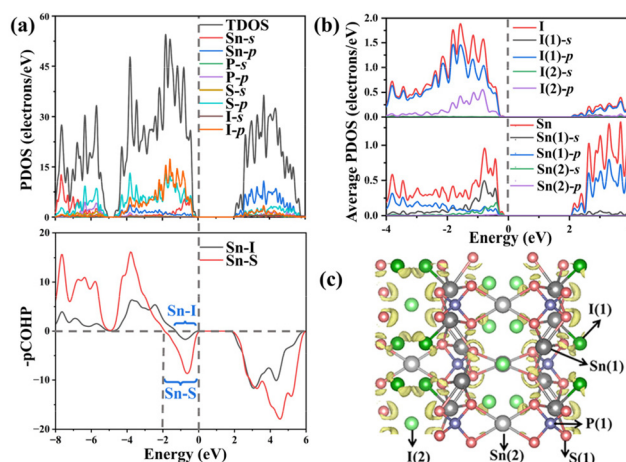 (a)
PDOS (electrons/eV)
60
45
30
15
0
TDOS
Sn-s
Sn-p
P-s
P-p
S-s
S-p
I-s
I-p
-pCOHP
20
10
0
−10
−20
Sn-I
Sn-S
Sn-I
Sn-S
−8 −6 −4 −2 0 2 4 6
Energy (eV)
(b)
Average PDOS (electrons/eV)
2.0
1.5
1.0
0.5
0.0
I
I(1)-s
I(1)-p
I(2)-s
I(2)-p
1.0
0.5
0.0
Sn
Sn(1)-s
Sn(1)-p
Sn(2)-s
Sn(2)-p
−4 −2 0 2
Energy (eV)
(c)
I(1)
Sn(1)
P(1)
I(2)
Sn(2)
S(1)